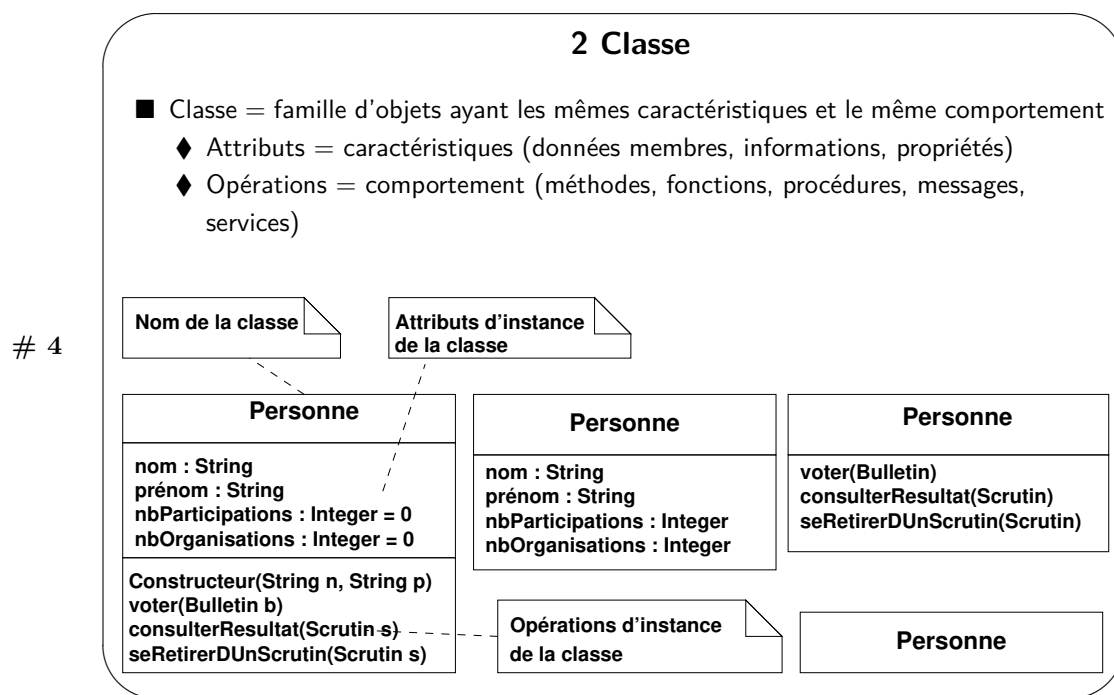 2 Classe
■ Classe = famille d'objets ayant les mêmes caractéristiques et le même comportement
♦ Attributs = caractéristiques (données membres, informations, propriétés)
♦ Opérations = comportement (méthodes, fonctions, procédures, messages,
services)
# 4
Nom de la classe
Attributs d'instance
de la classe
Personne
nom : String
prénom : String
nbParticipations : Integer = 0
nbOrganisations : Integer = 0
Constructeur(String n, String p)
voter(Bulletin b)
consulterResultat(Scrutin s)
seRetirerDUnScrutin(Scrutin s)
Personne
nom : String
prénom : String
nbParticipations : Integer
nbOrganisations : Integer
Personne
voter(Bulletin)
consulterResultat(Scrutin)
seRetirerDUnScrutin(Scrutin)
Opérations d'instance
de la classe
Personne